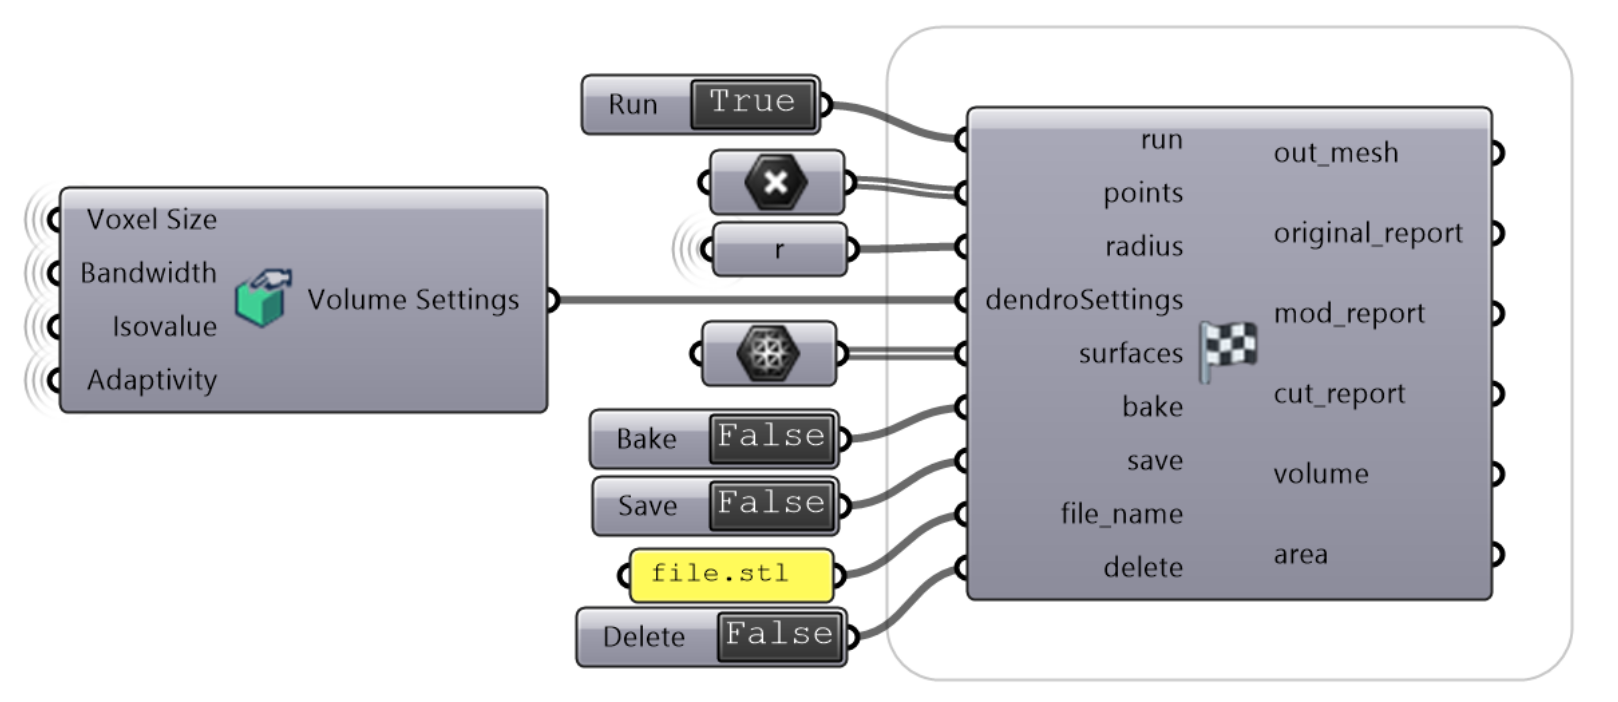 Voxel Size
Bandwidth
Isovalue
Adaptivity
Volume Settings
Run True
r
Bake False
Save False
file.stl
Delete False
run
points
radius
dendroSettings
surfaces
bake
save
file_name
delete
out_mesh
original_report
mod_report
cut_report
volume
area